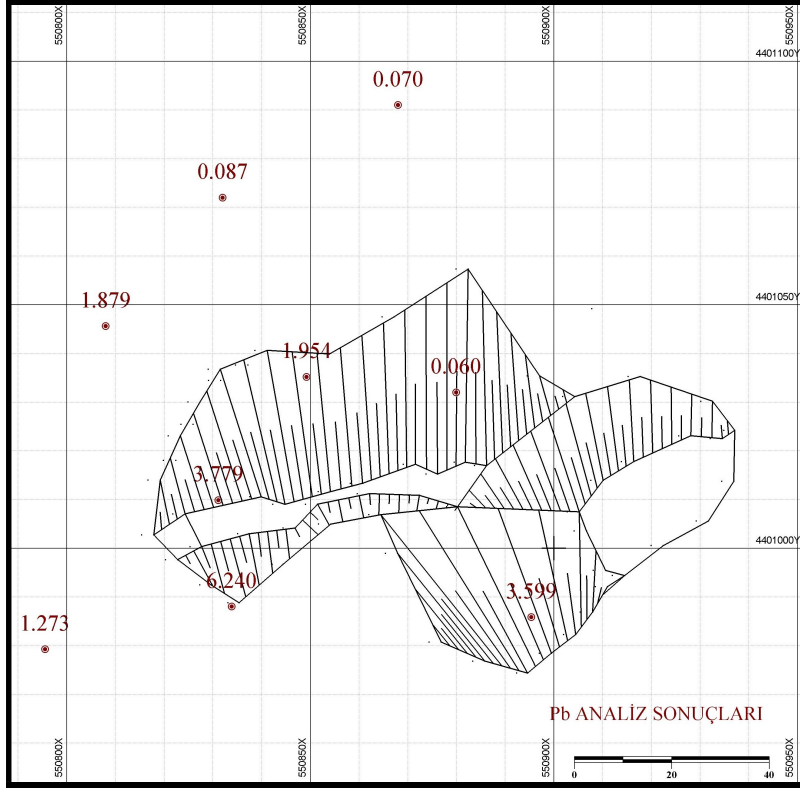 550800X
550850X
550900X
550950X
4401100Y
0.070
0.087
1.879
4401050Y
1.954
0.060
3.779
4401000Y
6.240
3.599
1.273
Pb ANALİZ SONUÇLARI
550800X
550850X
550900X
550950X
0
20
40